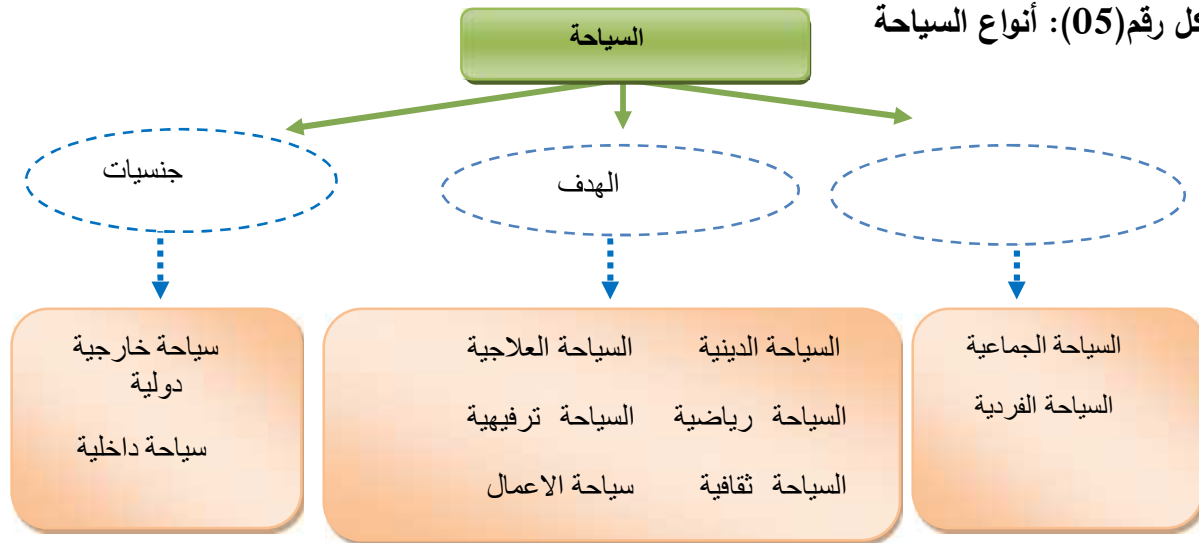 كل رقم(05): أنواع السياحة
السياحة
الهدف
جنسيات
السياحة الجماعية
السياحة الفردية
السياحة الدينية السياحة العلاجية
السياحة رياضية السياحة ترفيهية
السياحة ثقافية سياحة الاعمال
سياحة خارجية
دولية
سياحة داخلية